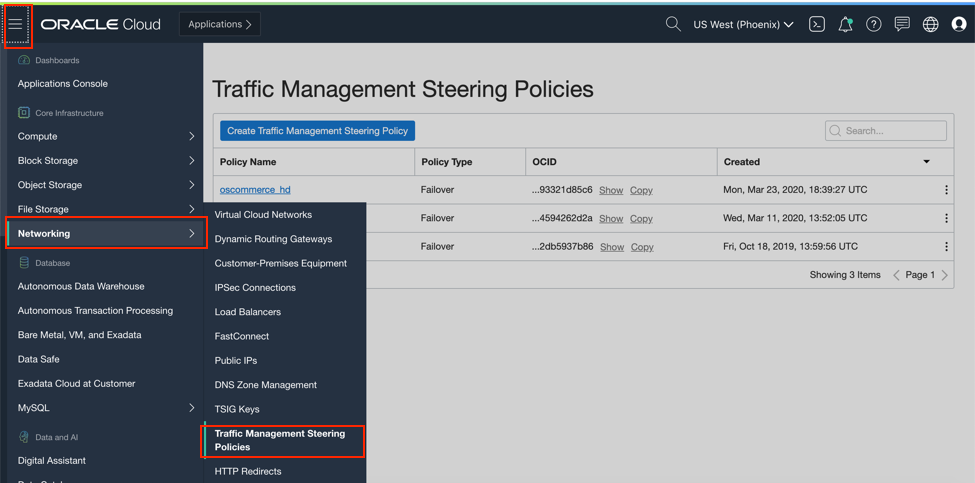 ORACLE Cloud
Applications
US West (Phoenix)
Dashboards
Applications Console
Core Infrastructure
Compute
Block Storage
Object Storage
File Storage
Networking
Database
Autonomous Data Warehouse
Autonomous Transaction Processing
Bare Metal, VM, and Exadata
Data Safe
Exadata Cloud at Customer
MySQL
Data and AI
Digital Assistant
Virtual Cloud Networks
Dynamic Routing Gateways
Customer-Premises Equipment
IPSec Connections
Load Balancers
FastConnect
Public IPs
DNS Zone Management
TSIG Keys
Traffic Management Steering
Policies
HTTP Redirects
Traffic Management Steering Policies
Create Traffic Management Steering Policy
Search...
Policy Name Policy Type OCID Created
oscommerce_hd Failover ...93321d85c6 Show Copy Mon, Mar 23, 2020, 18:39:27 UTC
Failover ...4594262d2a Show Copy Wed, Mar 11, 2020, 13:52:05 UTC
Failover ...2db5937b86 Show Copy Fri, Oct 18, 2019, 13:59:56 UTC
Showing 3 Items Page 1